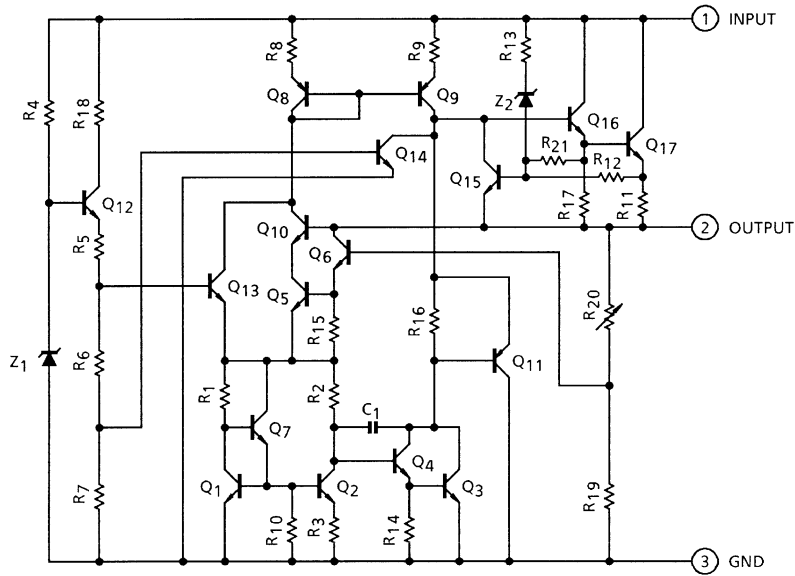 1 INPUT
R8
R9
R13
R4
R18
Q8
Q9
Z2
Q16
Q14
R21
Q17
R12
Q15
Q12
R17
R11
R5
Q10
2 OUTPUT
Q6
Q13
Q5
R20
R15
R16
Z1
R6
Q11
R1
R2
C1
Q7
Q4
Q1
Q2
Q3
R7
R19
R10
R3
R14
3 GND